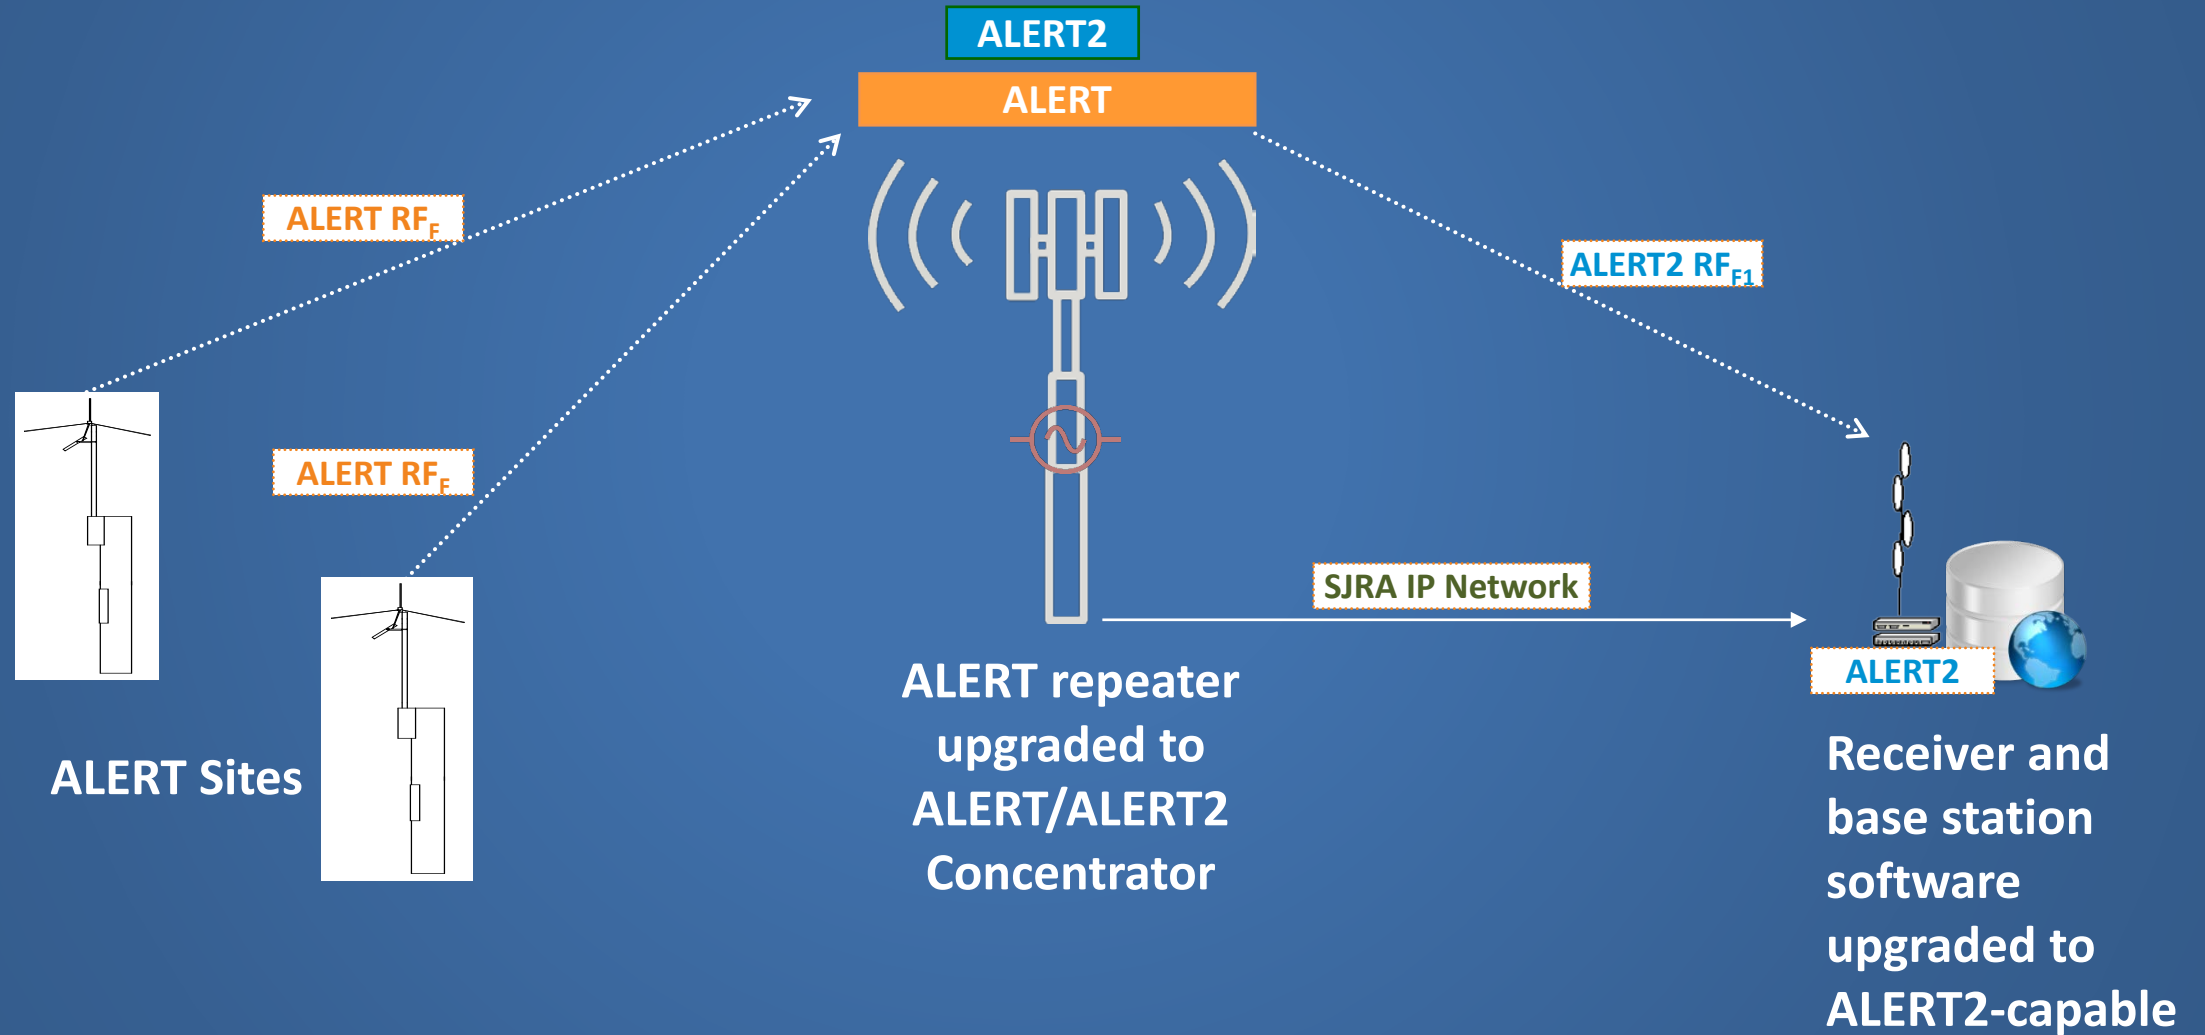 ALERT2
ALERT
ALERT RFF
ALERT2 RFF1
ALERT RFF
SJRA IP Network
ALERT2
ALERT Sites
ALERT repeater
upgraded to
ALERT/ALERT2
Concentrator
Receiver and
base station
software
upgraded to
ALERT2-capable